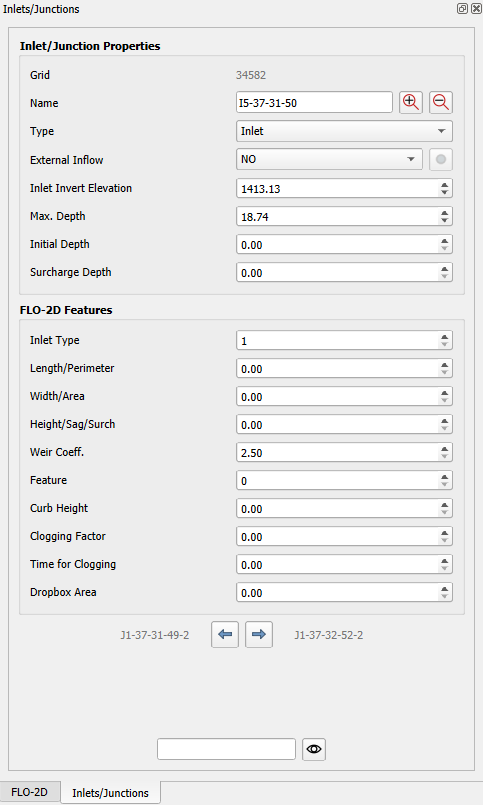 Inlets/Junctions
Inlet/Junction Properties
Grid 34582
Name I5-37-31-50
Type Inlet
External Inflow NO
Inlet Invert Elevation 1413.13
Max. Depth 18.74
Initial Depth 0.00
Surcharge Depth 0.00
FLO-2D Features
Inlet Type 1
Length/Perimeter 0.00
Width/Area 0.00
Height/Sag/Surch 0.00
Weir Coeff. 2.50
Feature 0
Curb Height 0.00
Clogging Factor 0.00
Time for Clogging 0.00
Dropbox Area 0.00
J1-37-31-49-2 J1-37-32-52-2
FLO-2D Inlets/Junctions